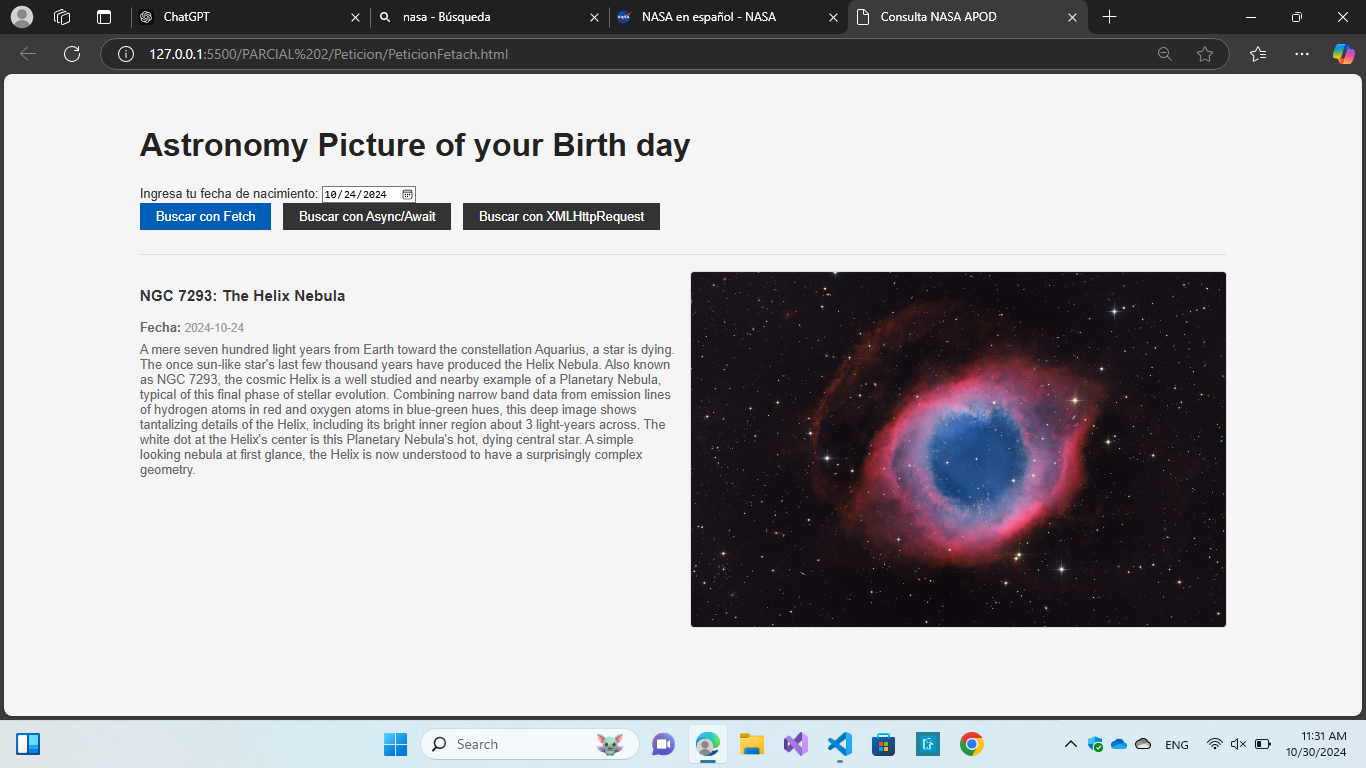 ChatGPT
nasa - Búsqueda
NASA en español - NASA
Consulta NASA APOD
127.0.0.1:5500/PARCIAL%202/Peticion/PeticionFetach.html
Astronomy Picture of your Birth day
Ingresa tu fecha de nacimiento: 10/24/2024
Buscar con Fetch
Buscar con Async/Await
Buscar con XMLHttpRequest
NGC 7293: The Helix Nebula
Fecha: 2024-10-24
A mere seven hundred light years from Earth toward the constellation Aquarius, a star is dying.
The once sun-like star's last few thousand years have produced the Helix Nebula. Also known
as NGC 7293, the cosmic Helix is a well studied and nearby example of a Planetary Nebula,
typical of this final phase of stellar evolution. Combining narrow band data from emission lines
of hydrogen atoms in red and oxygen atoms in blue-green hues, this deep image shows
tantalizing details of the Helix, including its bright inner region about 3 light-years across. The
white dot at the Helix's center is this Planetary Nebula's hot, dying central star. A simple
looking nebula at first glance, the Helix is now understood to have a surprisingly complex
geometry.
Search
ENG
11:31 AM
10/30/2024